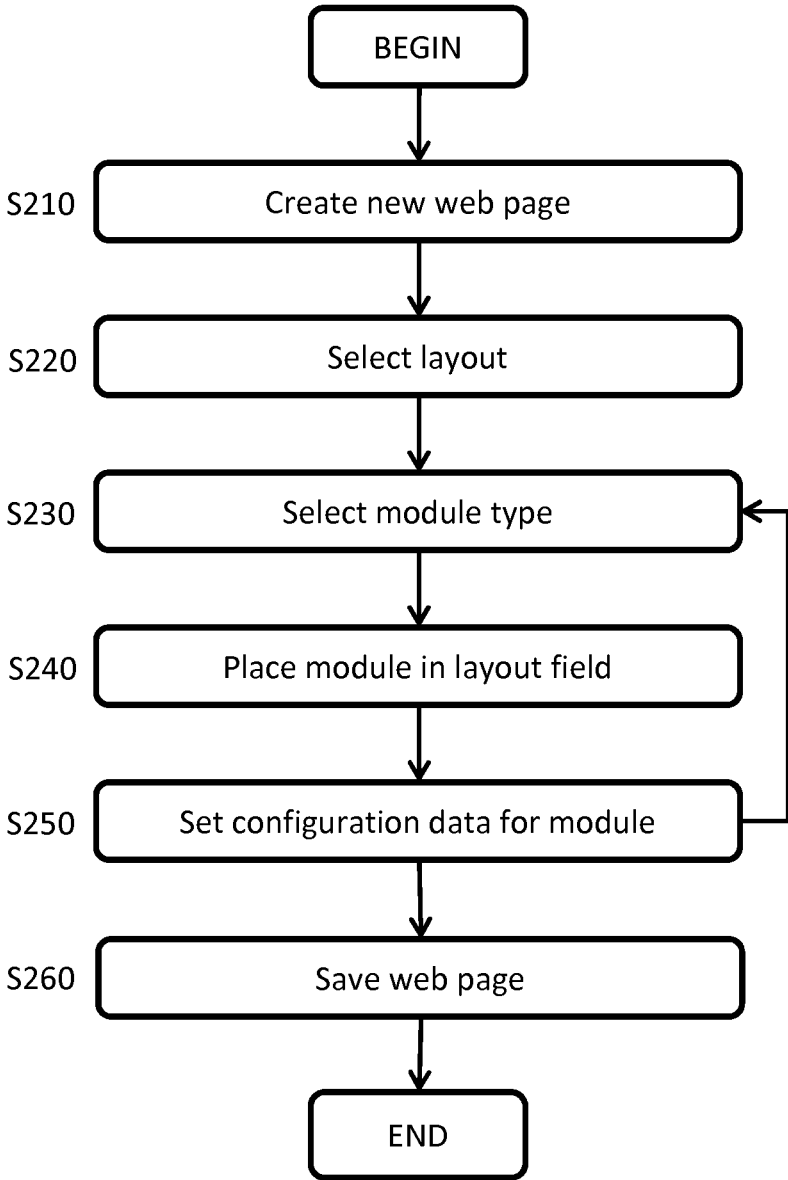 BEGIN
S210
Create new web page
S220
Select layout
S230
Select module type
S240
Place module in layout field
S250
Set configuration data for module
S260
Save web page
END